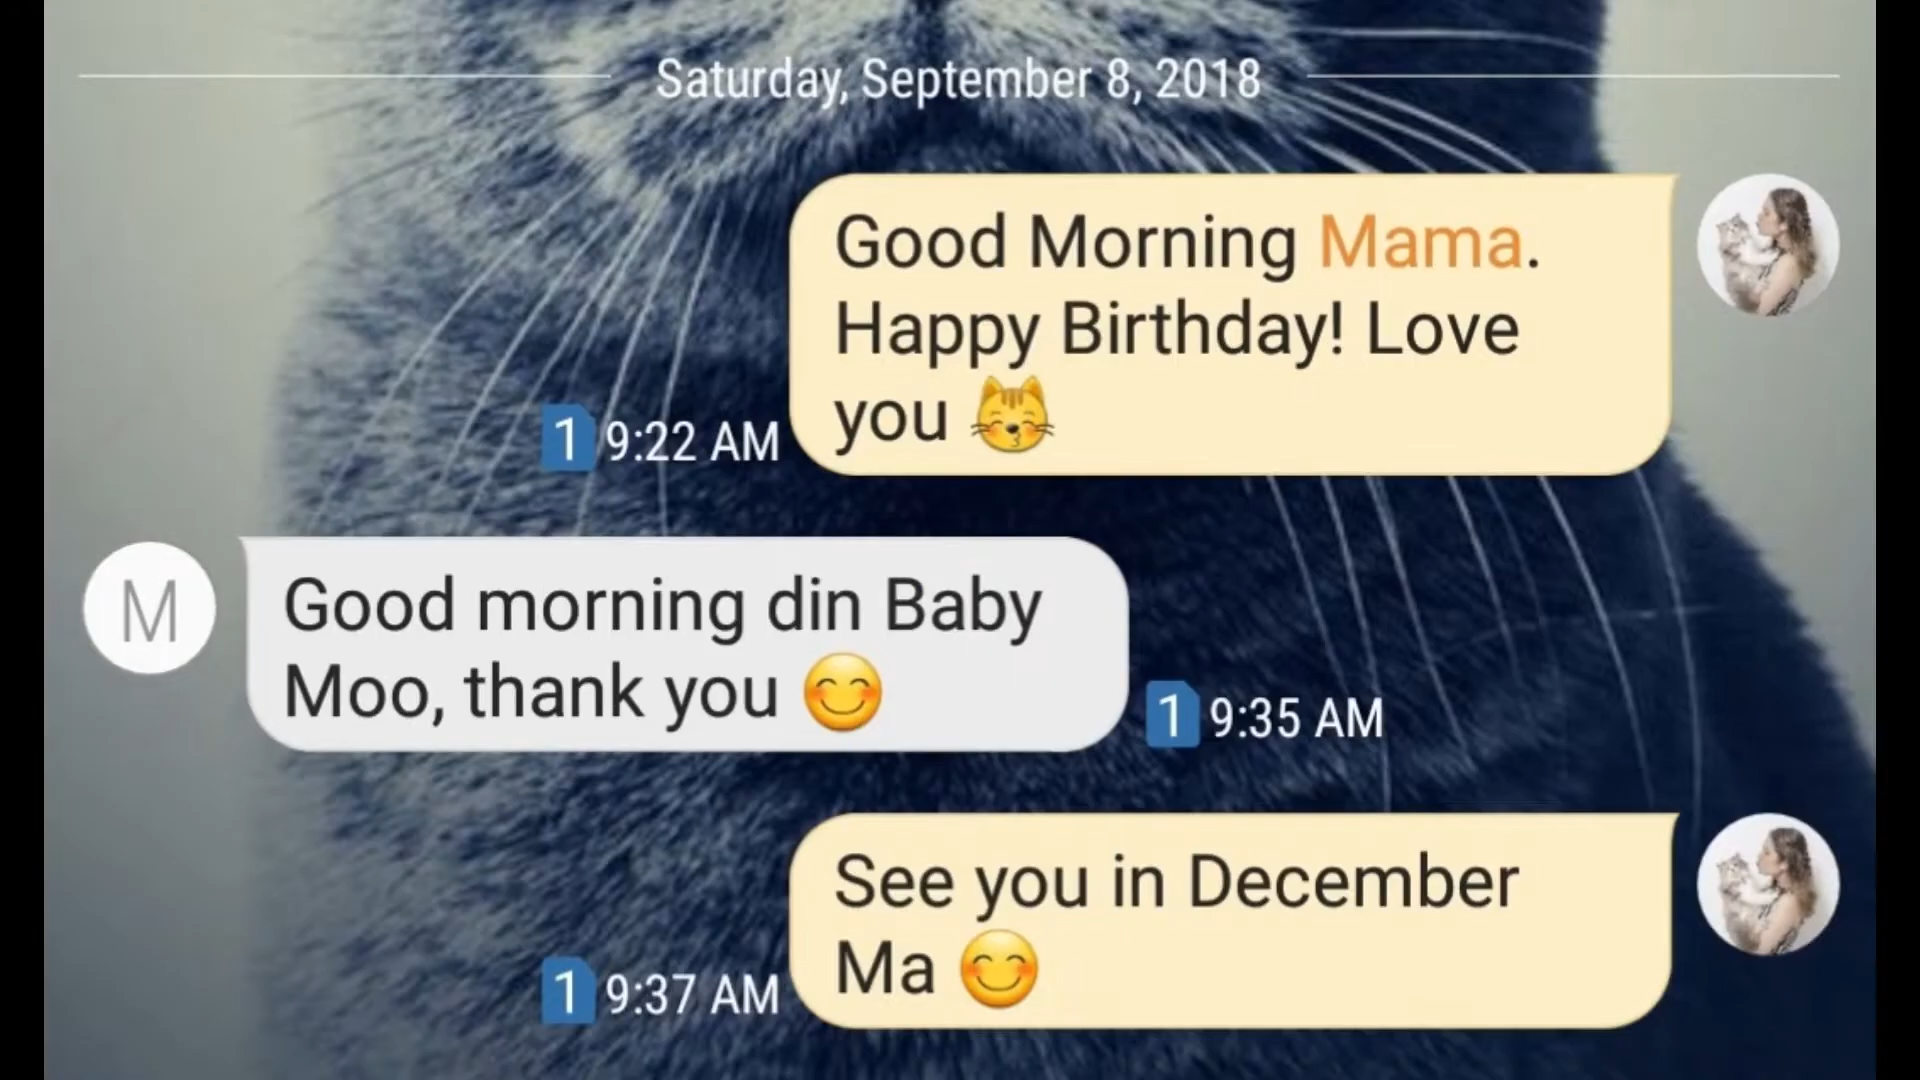 Saturday, September 8, 2018
Good Morning Mama.
Happy Birthday! Love
you 😽
1 9:22 AM
M
Good morning din Baby
Moo, thank you 😊
1 9:35 AM
See you in December
Ma 😊
1 9:37 AM